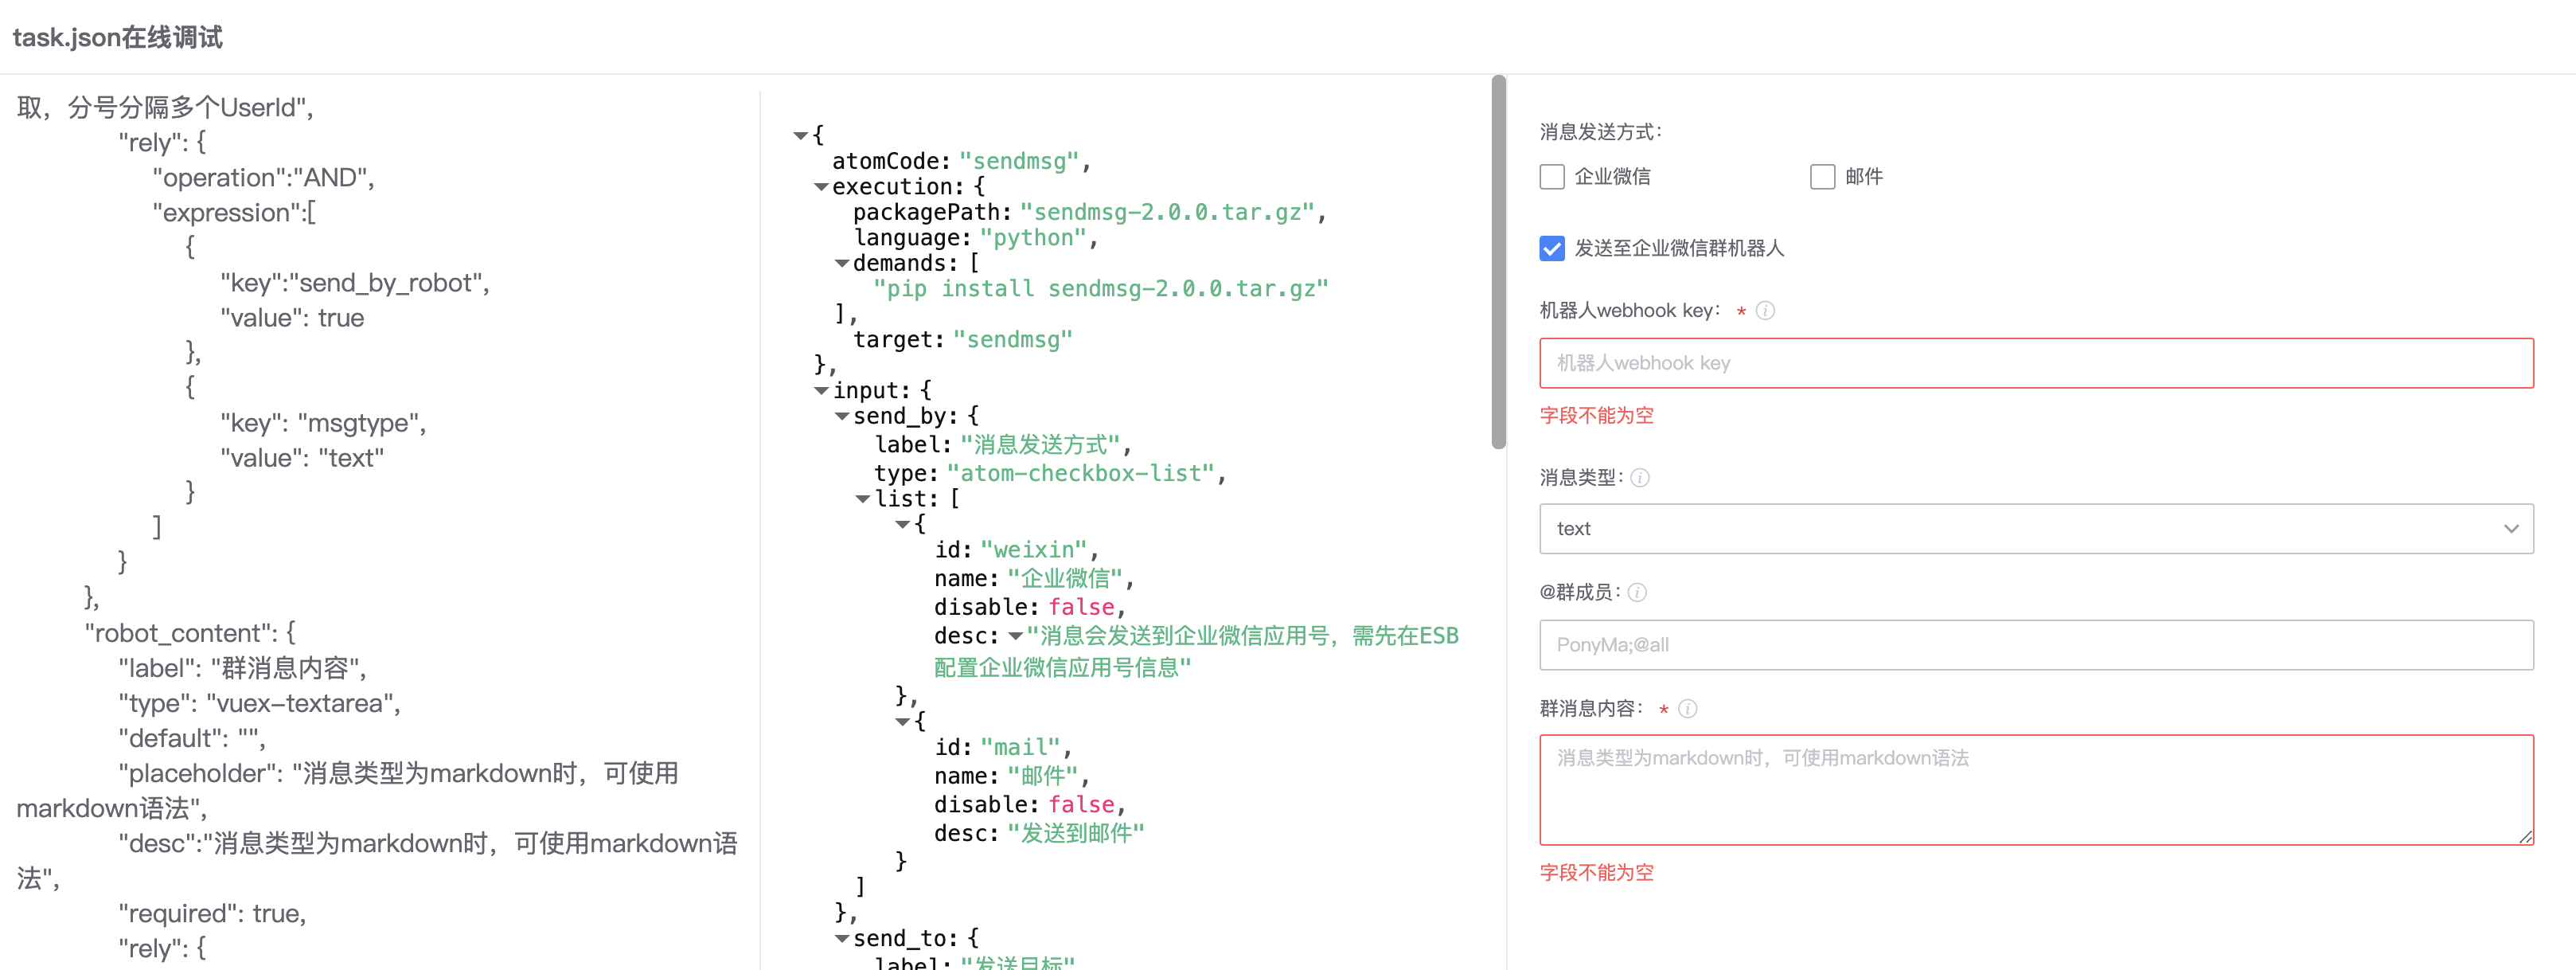 task.json在线调试
取，分号分隔多个UserId",
"rely": {
"operation":"AND",
"expression":[
{
"key":"send_by_robot",
"value": true
},
{
"key": "msgtype",
"value": "text"
}
]
}
},
"robot_content": {
"label": "群消息内容",
"type": "vuex-textarea",
"default": "",
"placeholder": "消息类型为markdown时，可使用
markdown语法",
"desc":"消息类型为markdown时，可使用markdown语
法",
"required": true,
"rely": {
{
atomCode: "sendmsg",
execution: {
packagePath: "sendmsg-2.0.0.tar.gz",
language: "python",
demands: [
"pip install sendmsg-2.0.0.tar.gz"
],
target: "sendmsg"
},
input: {
send_by: {
label: "消息发送方式",
type: "atom-checkbox-list",
list: [
{
id: "weixin",
name: "企业微信",
disable: false,
desc: "消息会发送到企业微信应用号，需先在ESB
配置企业微信应用号信息"
},
{
id: "mail",
name: "邮件",
disable: false,
desc: "发送到邮件"
}
]
},
send_to: {
label: "发送目标"
消息发送方式：
企业微信 邮件
发送至企业微信群机器人
机器人webhook key： *
机器人webhook key
字段不能为空
消息类型：
text
@群成员：
PonyMa;@all
群消息内容： *
消息类型为markdown时，可使用markdown语法
字段不能为空